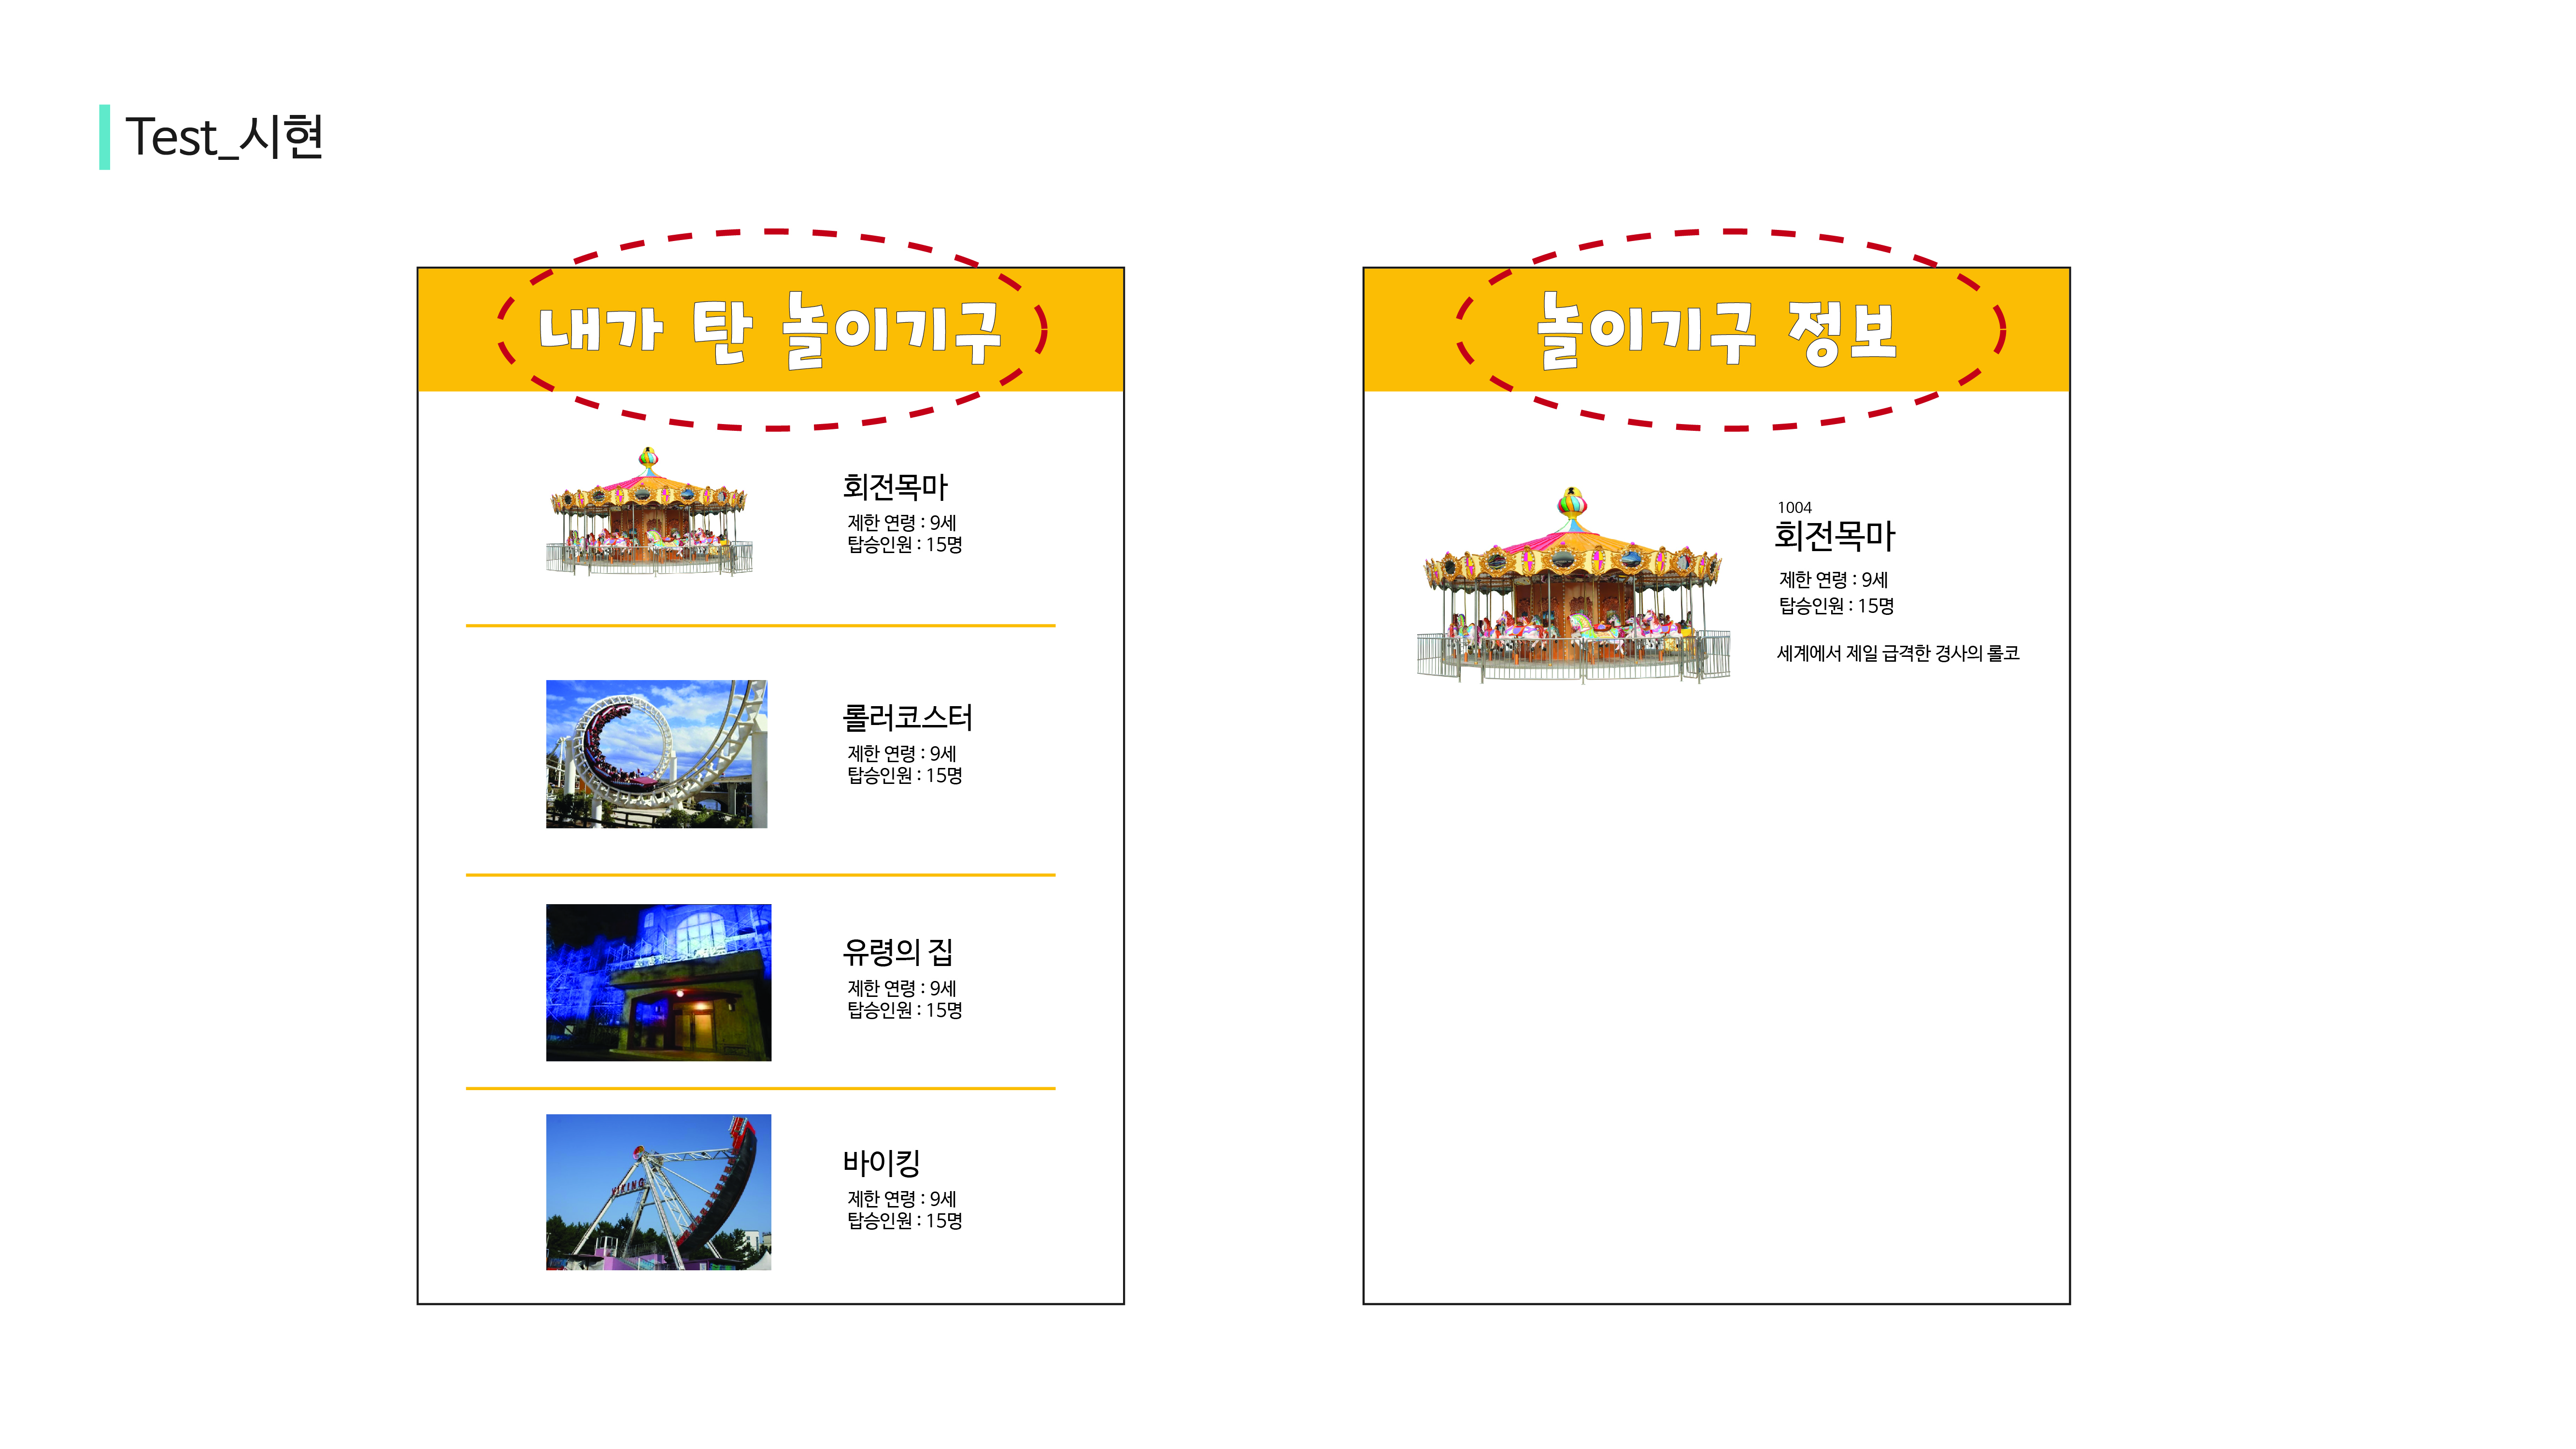 Test_시현
내가 탄 놀이기구
회전목마
제한 연령 : 9세
탑승인원 : 15명
롤러코스터
제한 연령 : 9세
탑승인원 : 15명
유령의 집
제한 연령 : 9세
탑승인원 : 15명
VIKING
바이킹
제한 연령 : 9세
탑승인원 : 15명
놀이기구 정보
1004
회전목마
제한 연령 : 9세
탑승인원 : 15명
세계에서 제일 급격한 경사의 롤코